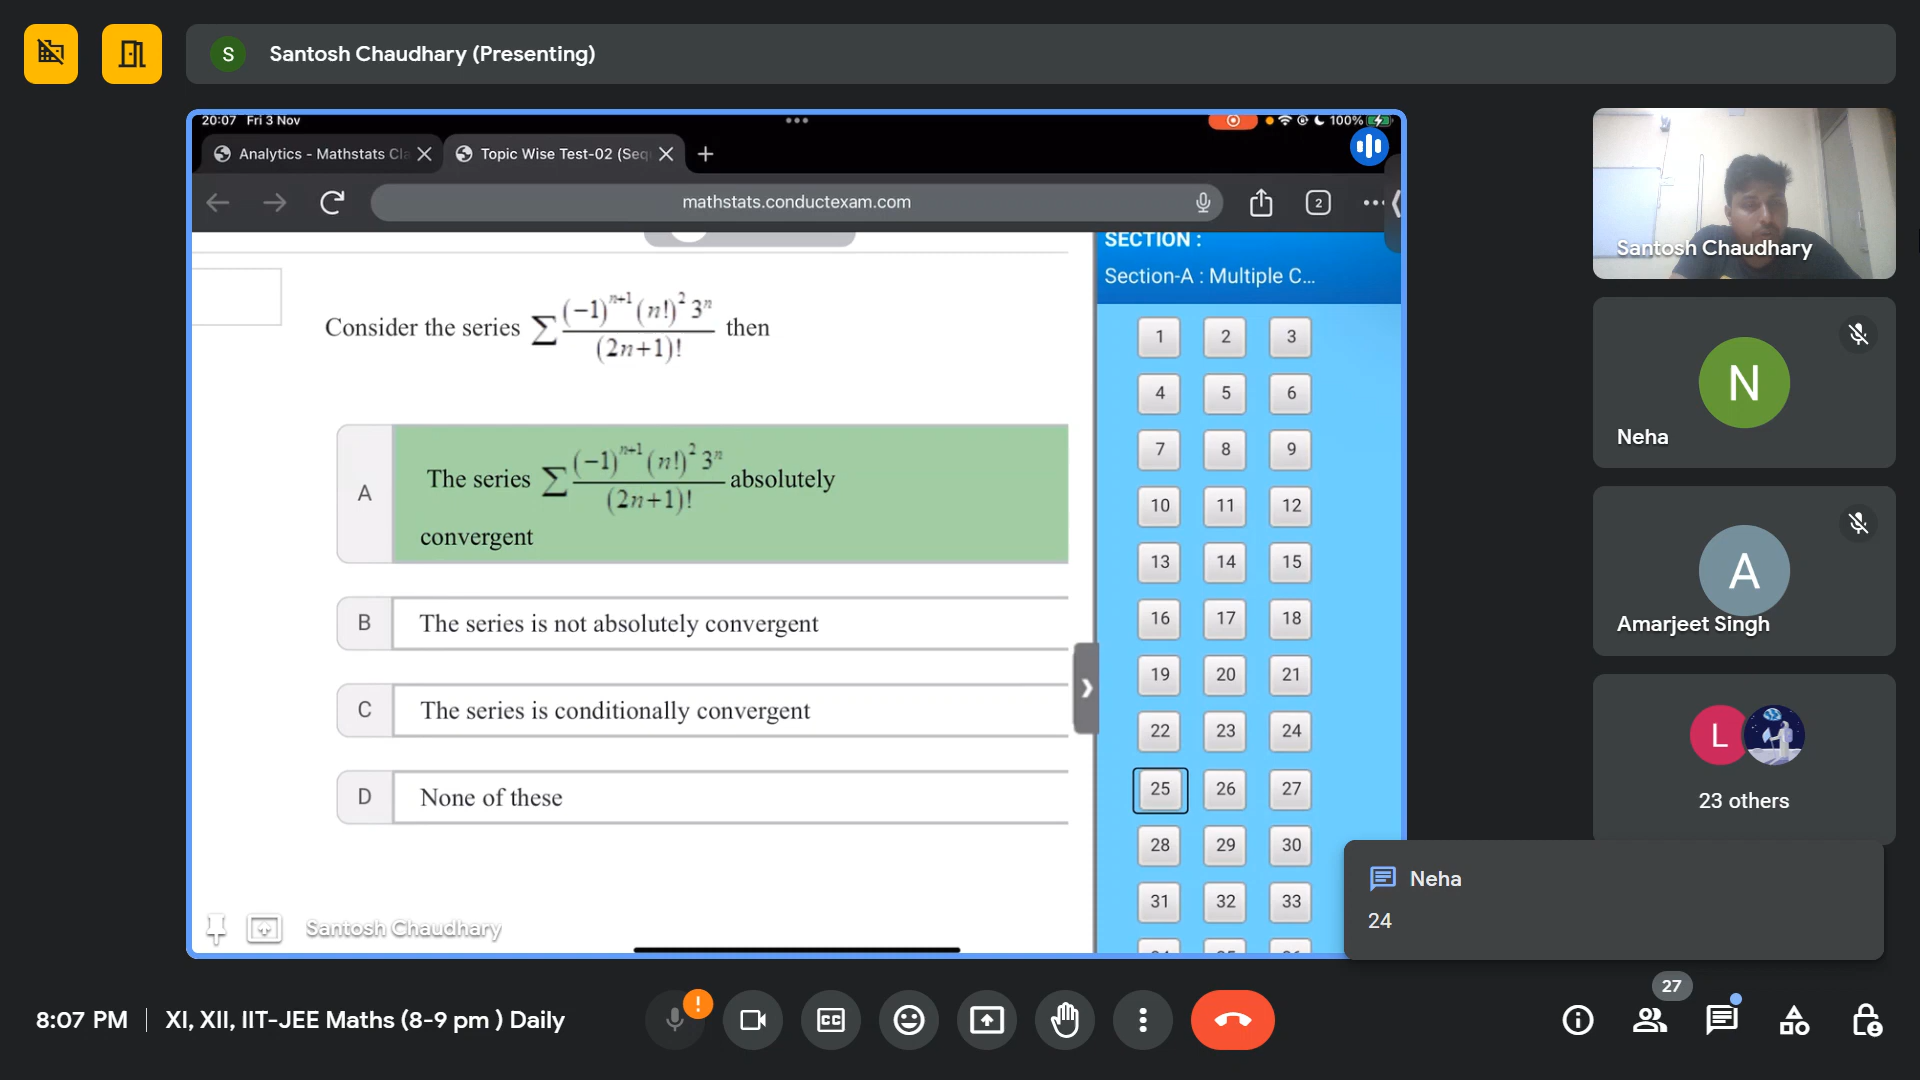 S Santosh Chaudhary (Presenting)
20:07 Fri 3 Nov
100%
Analytics - Mathstats Cla
Topic Wise Test-02 (Seq
mathstats.conductexam.com
2
SECTION :
Section-A : Multiple C...
Consider the series ∑ (−1)^{n+1} (n!)^2 3^n / (2n+1)! then
A The series ∑ (−1)^{n+1} (n!)^2 3^n / (2n+1)! absolutely
convergent
B The series is not absolutely convergent
C The series is conditionally convergent
D None of these
1 2 3
4 5 6
7 8 9
10 11 12
13 14 15
16 17 18
19 20 21
22 23 24
25 26 27
28 29 30
31 32 33
Santosh Chaudhary
Santosh Chaudhary
N
Neha
A
Amarjeet Singh
L
23 others
Neha
24
8:07 PM | XI, XII, IIT-JEE Maths (8-9 pm ) Daily
!
CC
27